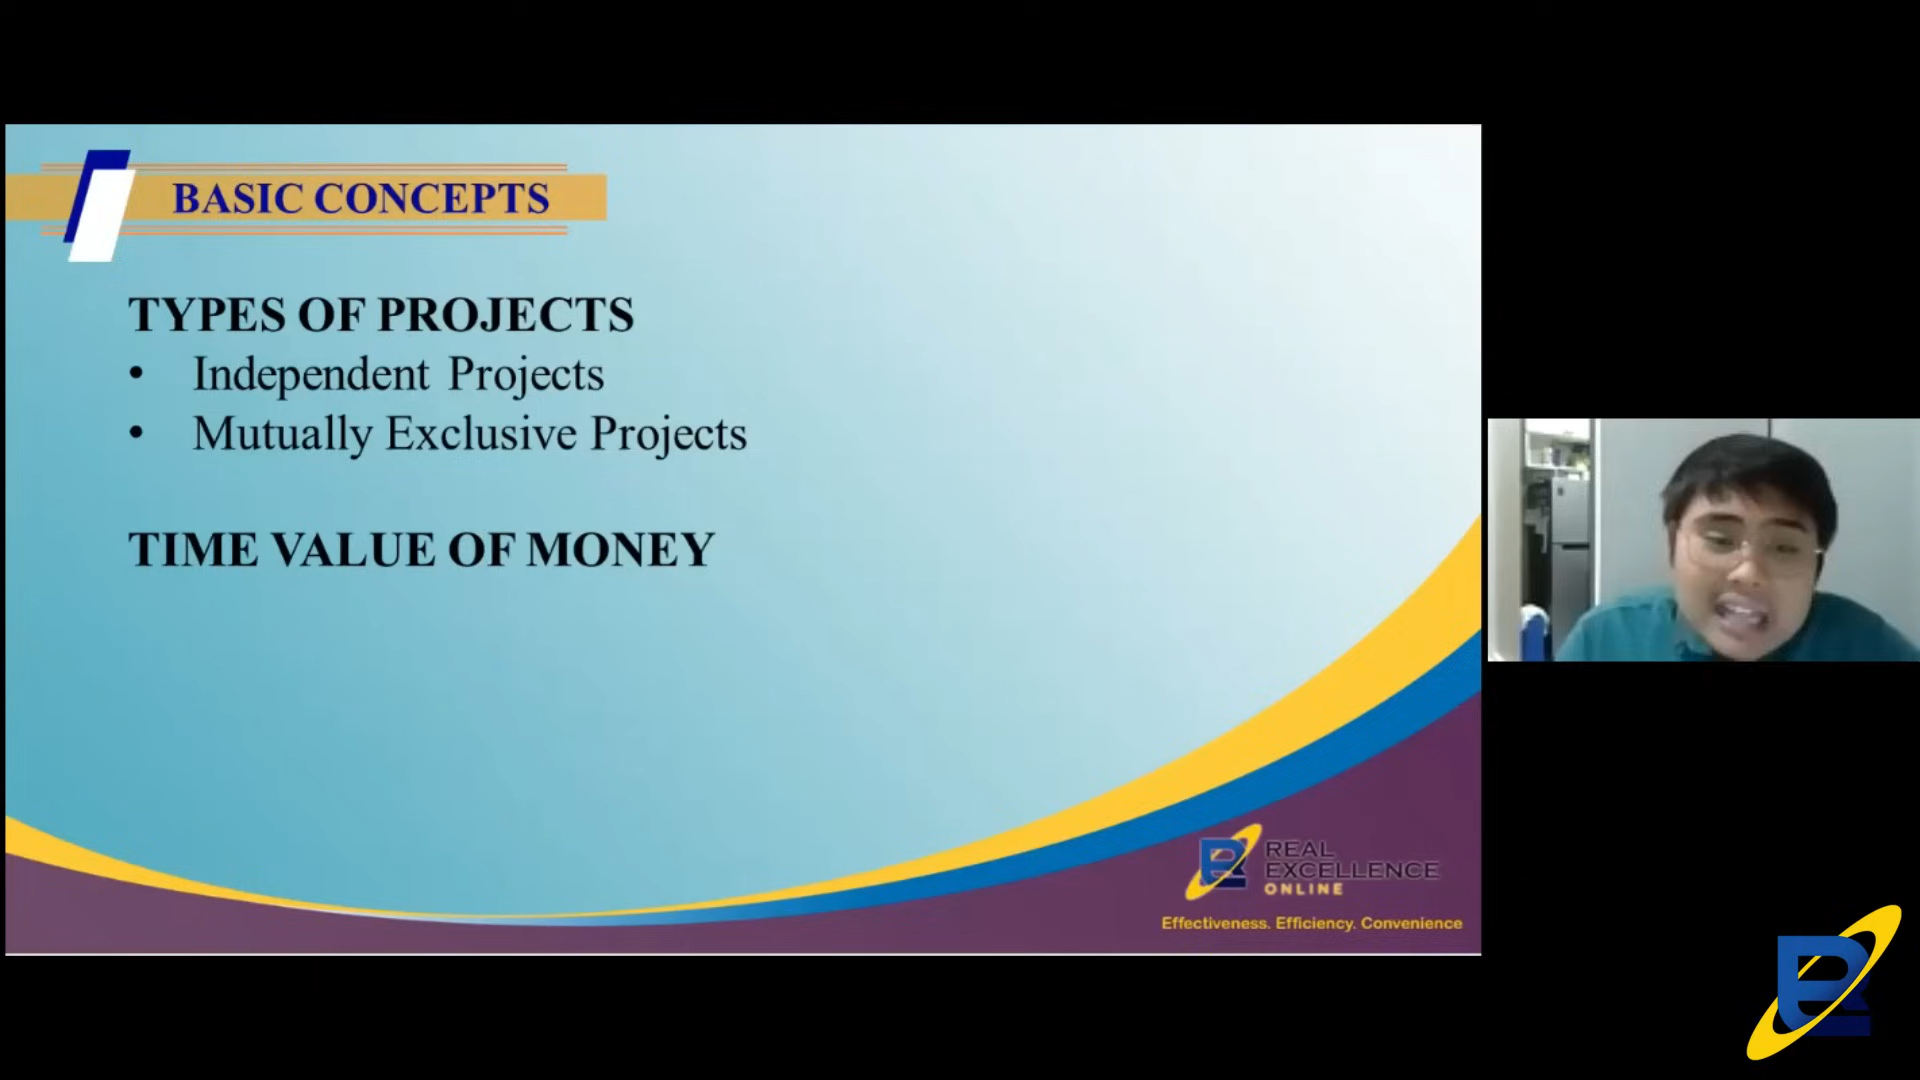 BASIC CONCEPTS
TYPES OF PROJECTS
• Independent Projects
• Mutually Exclusive Projects
TIME VALUE OF MONEY
REAL
EXCELLENCE
ONLINE
Effectiveness. Efficiency. Convenience